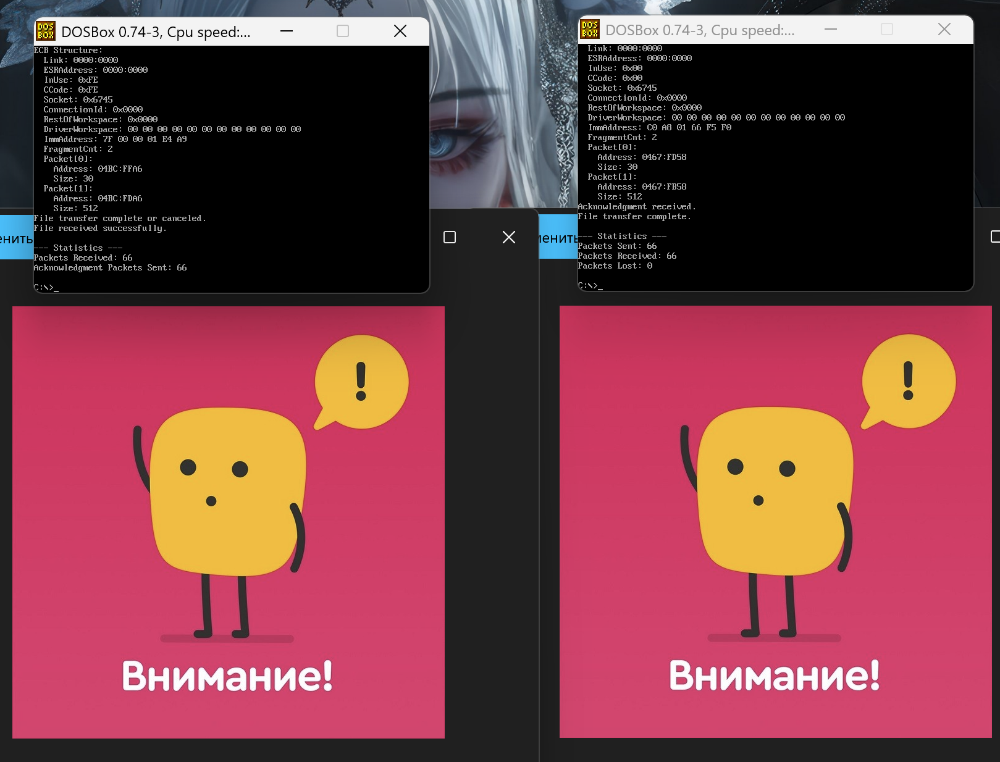 DOSBox 0.74-3, Cpu speed:...
ECB Structure:
Link: 0000:0000
ESRAddress: 0000:0000
InUse: 0xFE
CCode: 0xFE
Socket: 0x6745
ConnectionId: 0x0000
RestOfWorkspace: 0x0000
DriverWorkspace: 00 00 00 00 00 00 00 00 00 00 00 00
ImmAddress: 7F 00 00 01 E4 A9
FragmentCnt: 2
Packet[0]:
Address: 04BC:FFA6
Size: 30
Packet[1]:
Address: 04BC:FDA6
Size: 512
File transfer complete or canceled.
File received successfully.
--- Statistics ---
Packets Received: 66
Acknowledgment Packets Sent: 66
C:\>_
енить
!
Внимание!
DOSBox 0.74-3, Cpu speed:...
Link: 0000:0000
ESRAddress: 0000:0000
InUse: 0x00
CCode: 0x00
Socket: 0x6745
ConnectionId: 0x0000
RestOfWorkspace: 0x0000
DriverWorkspace: 00 00 00 00 00 00 00 00 00 00 00 00
ImmAddress: C0 A8 01 66 F5 F0
FragmentCnt: 2
Packet[0]:
Address: 0467:FD58
Size: 30
Packet[1]:
Address: 0467:FB58
Size: 512
Acknowledgment received.
File transfer complete.
--- Statistics ---
Packets Sent: 66
Packets Received: 66
Packets Lost: 0
C:\>_
менить
!
Внимание!